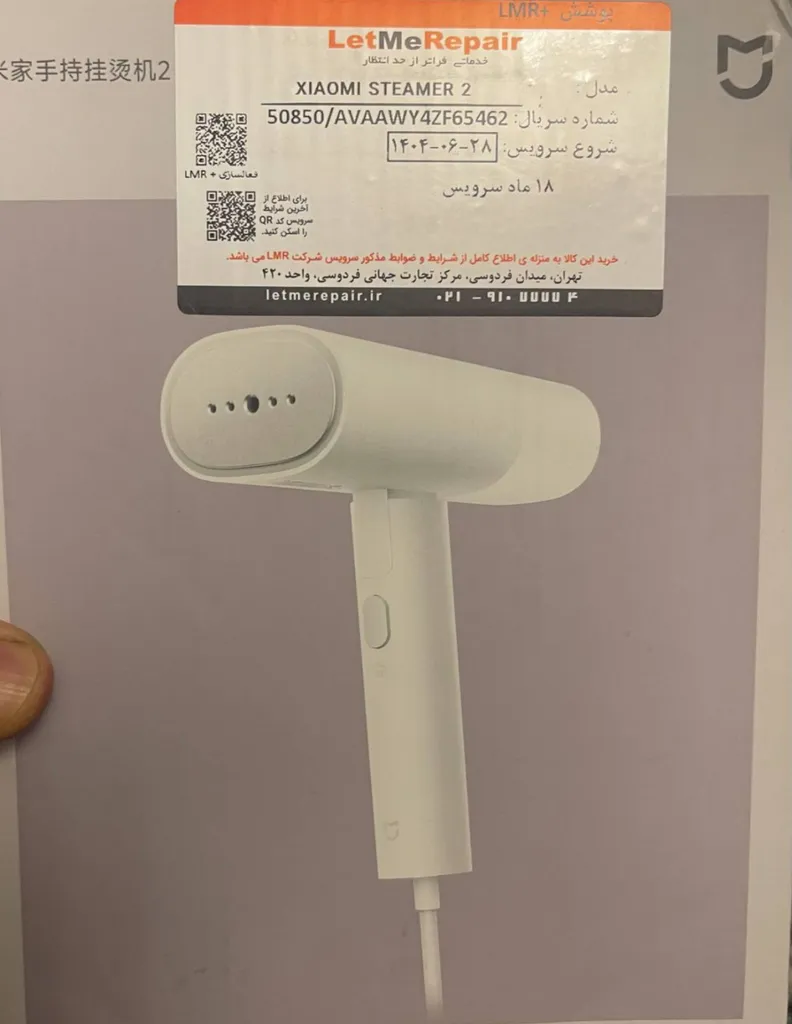 پوشش +LMR
LetMeRepair
خدماتی فراتر از حد انتظار
米家手持挂烫机2
مدل: XIAOMI STEAMER 2
شماره سریال: 50850/AVAAWY4ZF65462
شروع سرویس: ۱۴۰۴-۰۶-۲۸
فعالسازی + LMR
۱۸ ماه سرویس
برای اطلاع از
آخرین شرایط
سرویس کد QR
را اسکن کنید.
خرید این کالا به منزله ی اطلاع کامل از شرایط و ضوابط مذکور سرویس شرکت LMR می باشد.
تهران، میدان فردوسی، مرکز تجارت جهانی فردوسی، واحد ۴۲۰
letmerepair.ir ۰۲۱ - ۹۱۰ ۷۷۷۷ ۴